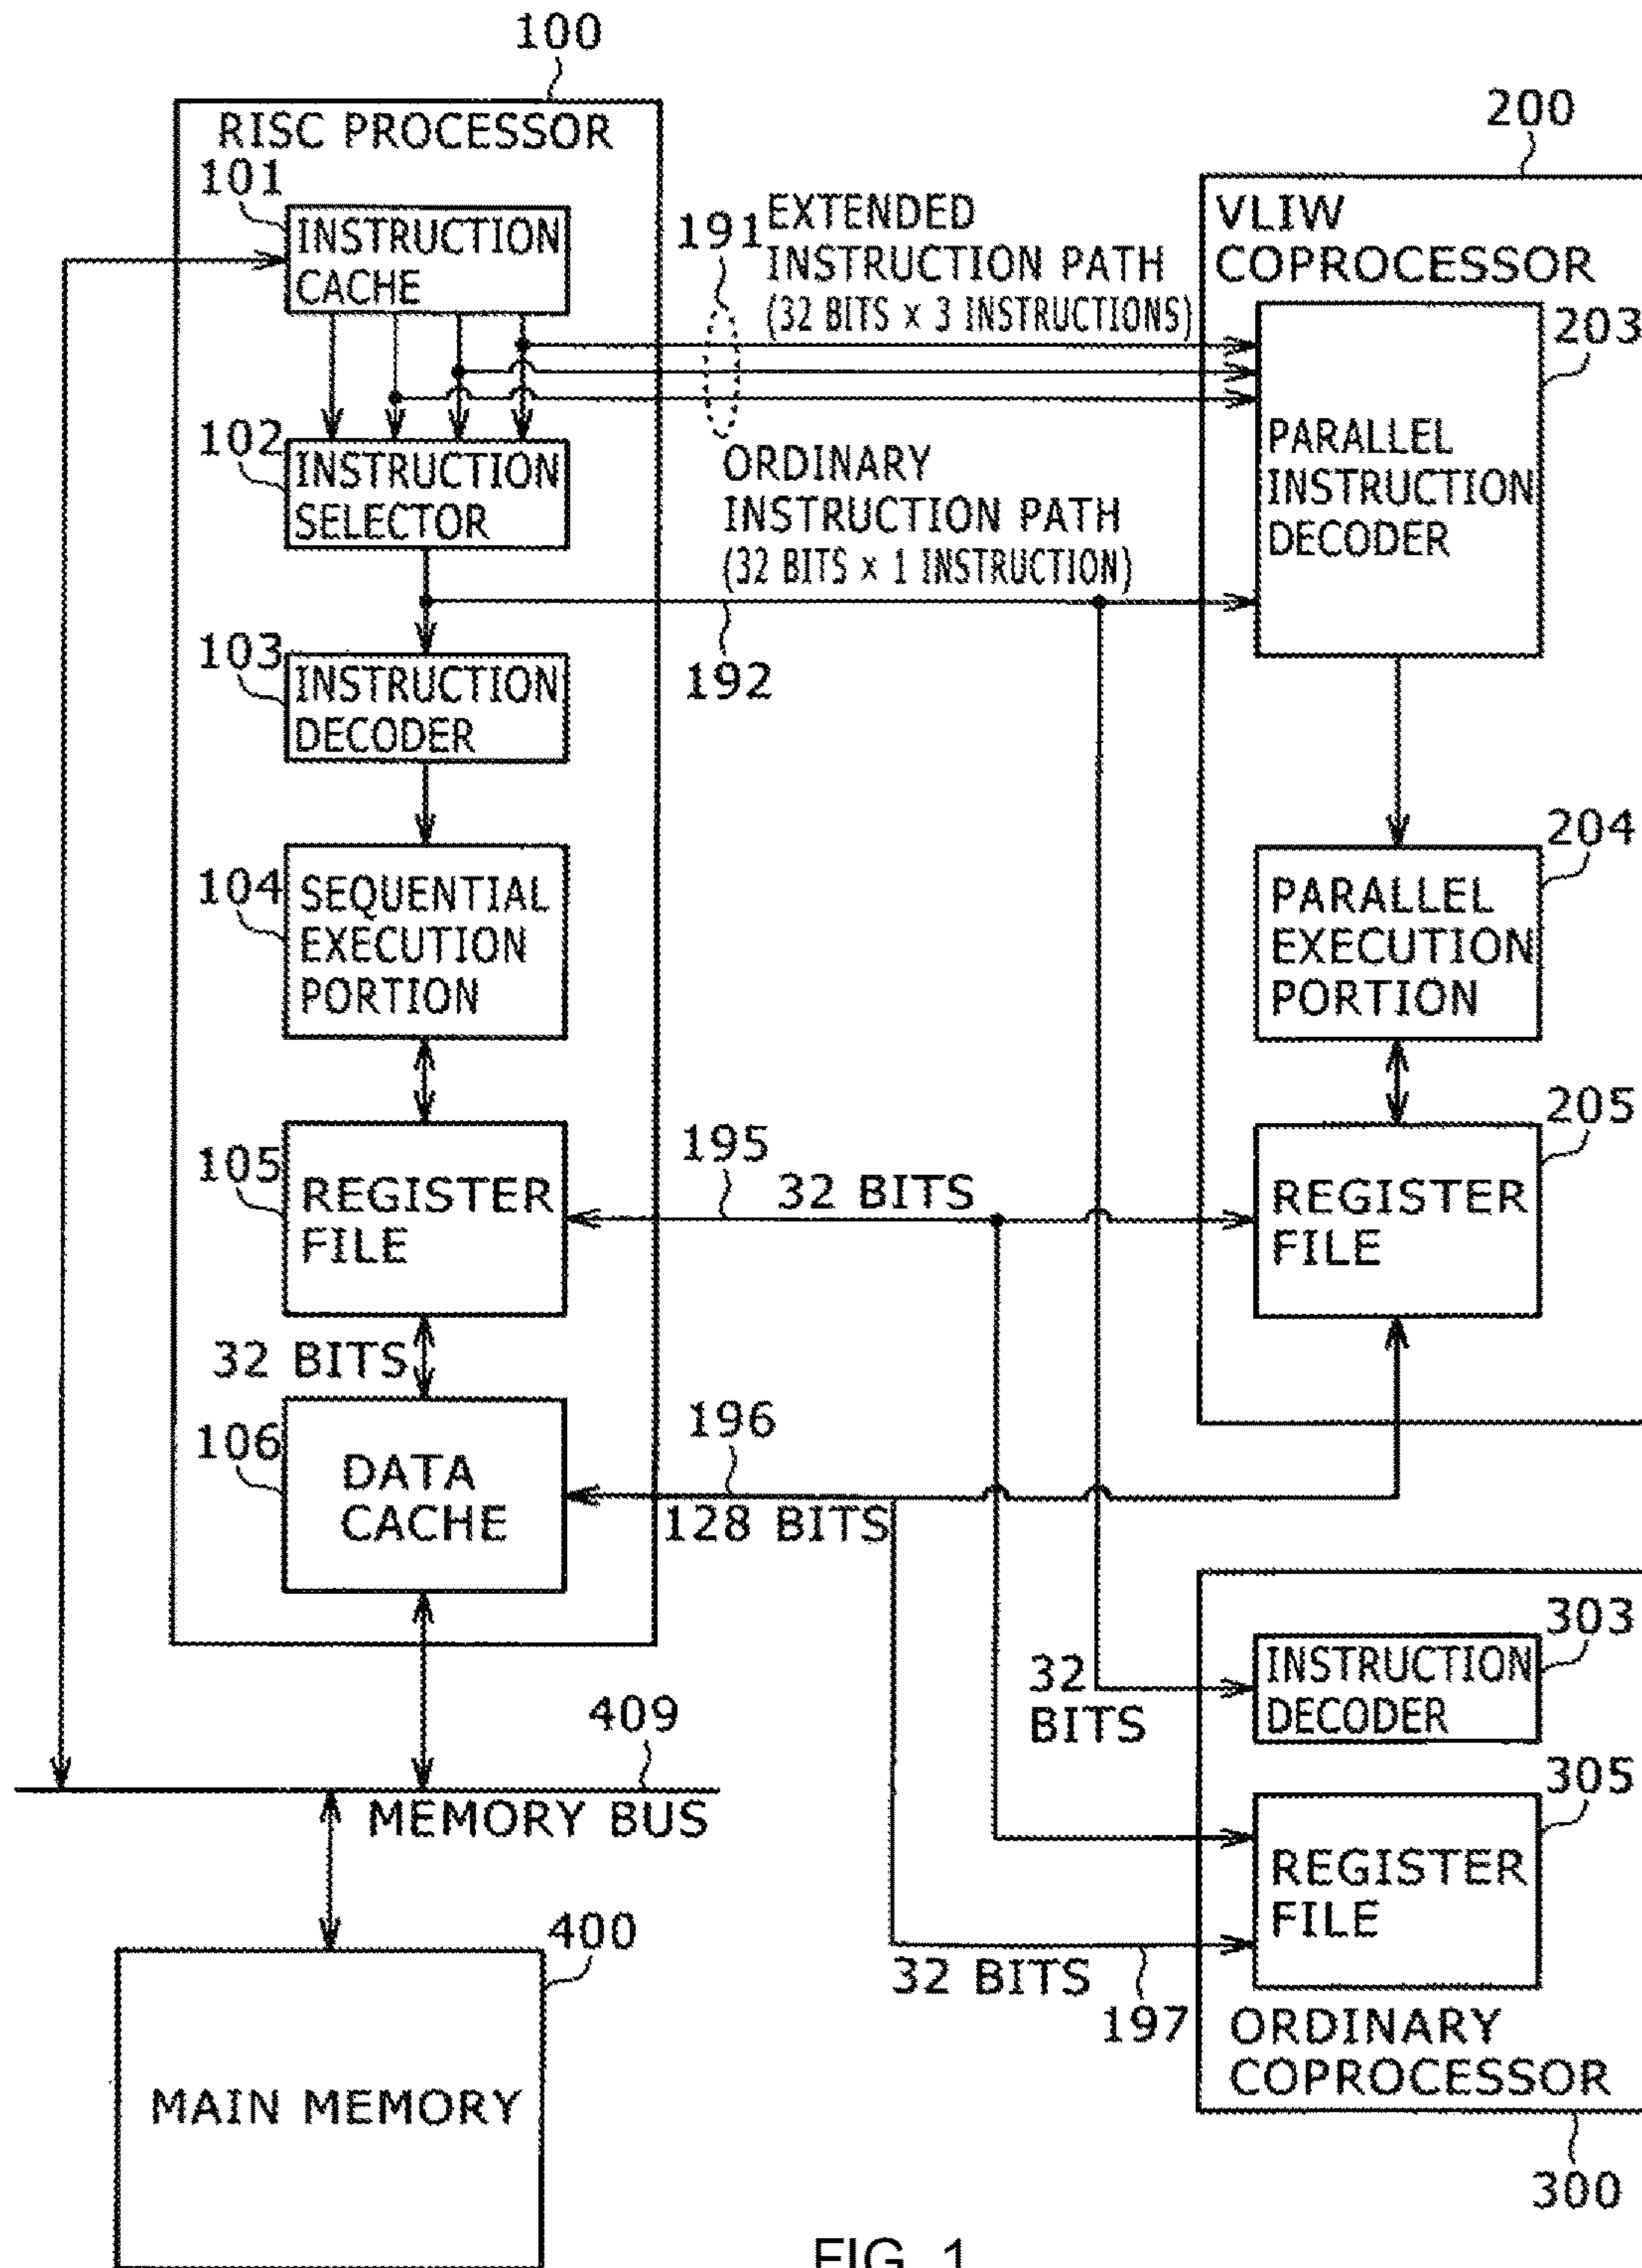 100
RISC PROCESSOR
101
INSTRUCTION
CACHE
102
INSTRUCTION
SELECTOR
103
INSTRUCTION
DECODER
104
SEQUENTIAL
EXECUTION
PORTION
105
REGISTER
FILE
32 BITS
106
DATA
CACHE
191
EXTENDED
INSTRUCTION PATH
(32 BITS × 3 INSTRUCTIONS)
ORDINARY
INSTRUCTION PATH
(32 BITS × 1 INSTRUCTION)
192
195
32 BITS
196
128 BITS
200
VLIW
COPROCESSOR
203
PARALLEL
INSTRUCTION
DECODER
204
PARALLEL
EXECUTION
PORTION
205
REGISTER
FILE
32
BITS
303
INSTRUCTION
DECODER
305
REGISTER
FILE
32 BITS
197
ORDINARY
COPROCESSOR
300
409
MEMORY BUS
400
MAIN MEMORY
FIG. 1